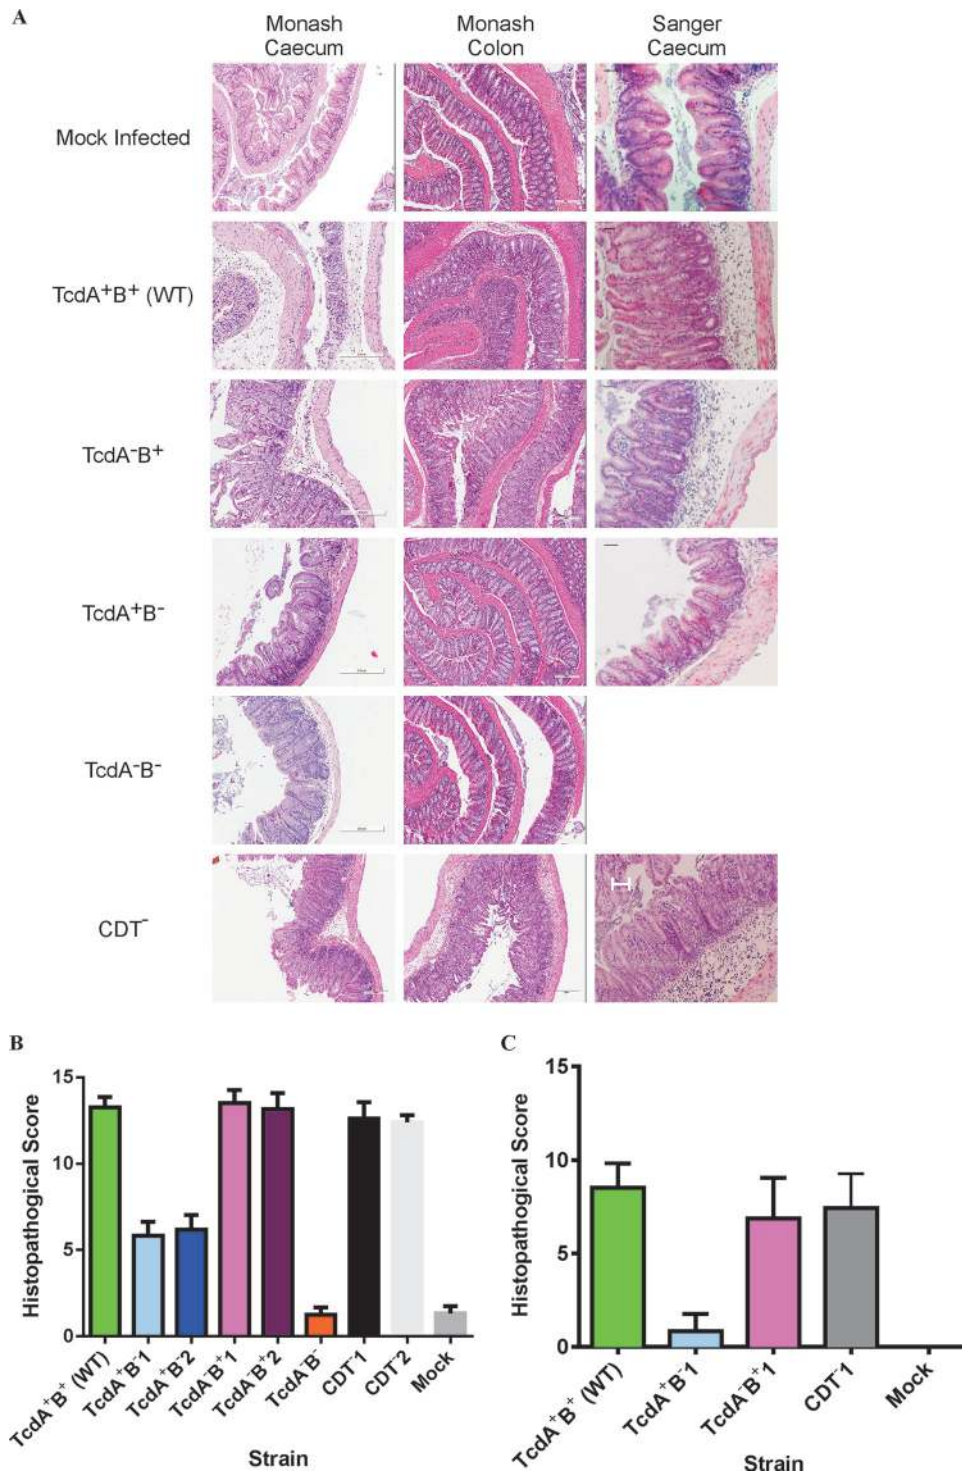 A
Monash Caecum
Monash Colon
Sanger Caecum
Mock Infected
TcdA⁺B⁺ (WT)
TcdA⁻B⁺
TcdA⁺B⁻
TcdA⁻B⁻
CDT⁻
B
Histopathogical Score
15
10
5
0
TcdA⁺B⁺ (WT)
TcdA⁺B⁻1
TcdA⁺B⁻2
TcdA⁻B⁺1
TcdA⁻B⁺2
TcdA⁻B⁻
CDT⁻1
CDT⁻2
Mock
Strain
C
Histopathogical Score
15
10
5
0
TcdA⁺B⁺ (WT)
TcdA⁺B⁻1
TcdA⁻B⁺1
CDT⁻1
Mock
Strain